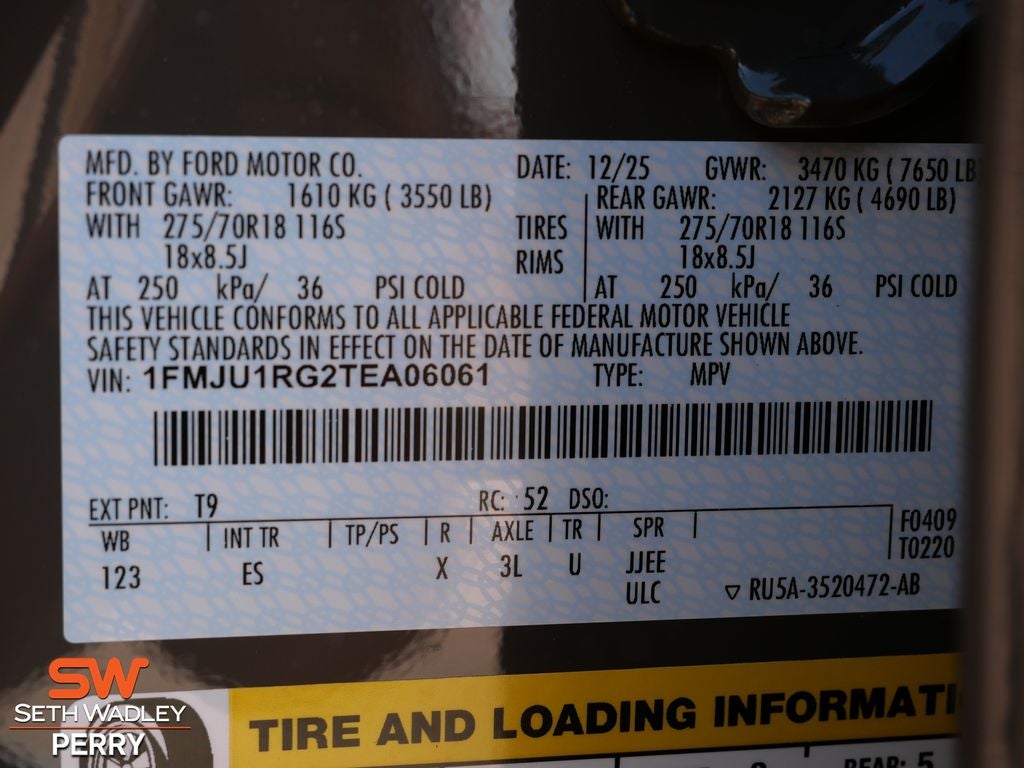 MFD. BY FORD MOTOR CO. DATE: 12/25 GVWR: 3470 KG ( 7650 LB
FRONT GAWR: 1610 KG ( 3550 LB) REAR GAWR: 2127 KG ( 4690 LB)
WITH 275/70R18 116S TIRES WITH 275/70R18 116S
18x8.5J RIMS 18x8.5J
AT 250 kPa/ 36 PSI COLD AT 250 kPa/ 36 PSI COLD
THIS VEHICLE CONFORMS TO ALL APPLICABLE FEDERAL MOTOR VEHICLE
SAFETY STANDARDS IN EFFECT ON THE DATE OF MANUFACTURE SHOWN ABOVE.
VIN: 1FMJU1RG2TEA06061 TYPE: MPV
EXT PNT: T9 RC: 52 DSO:
WB INT TR TP/PS R AXLE TR SPR F0409
T0220
123 ES X 3L U JJEE
ULC ▽ RU5A-3520472-AB
SW
SETH WADLEY
PERRY
TIRE AND LOADING INFORMATI
REAR: 5